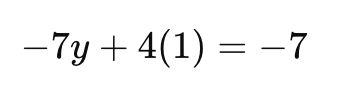 −7y + 4(1) = −7